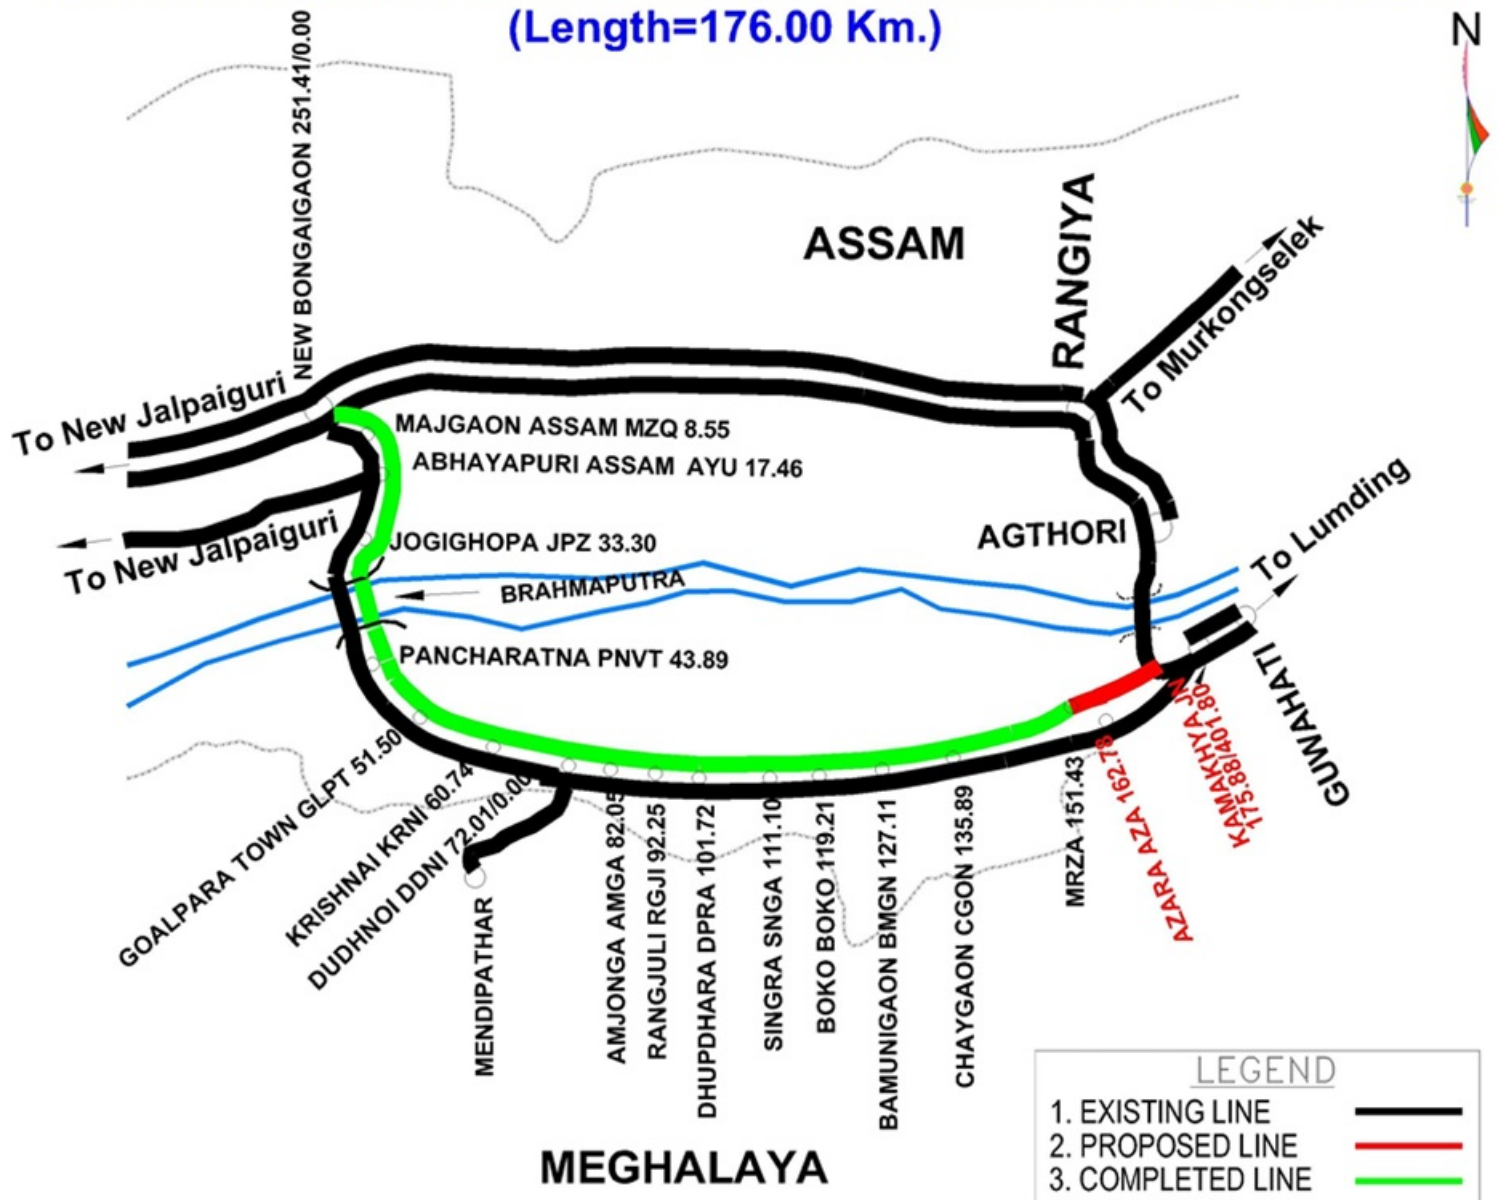 (Length=176.00 Km.)
N
NEW BONGAIGAON 251.41/0.00
ASSAM
RANGIYA
To Murkongselek
To New Jalpaiguri
MAJGAON ASSAM MZQ 8.55
ABHAYAPURI ASSAM AYU 17.46
To New Jalpaiguri
JOGIGHOPA JPZ 33.30
AGTHORI
To Lumding
BRAHMAPUTRA
PANCHARATNA PNVT 43.89
GUWAHATI
KAMAKHYA JN
175.88/401.80
AZARA AZA 162.78
GOALPARA TOWN GLPT 51.50
KRISHNAI KRNI 60.74
DUDHNOI DDNI 72.01/0.00
MENDIPATHAR
AMJONGA AMGA 82.05
RANGJULI RGJI 92.25
DHUPDHARA DPRA 101.72
SINGRA SNGA 111.10
BOKO BOKO 119.21
BAMUNIGAON BMGN 127.11
CHAYGAON CGON 135.89
MRZA 151.43
MEGHALAYA
LEGEND
1. EXISTING LINE
2. PROPOSED LINE
3. COMPLETED LINE